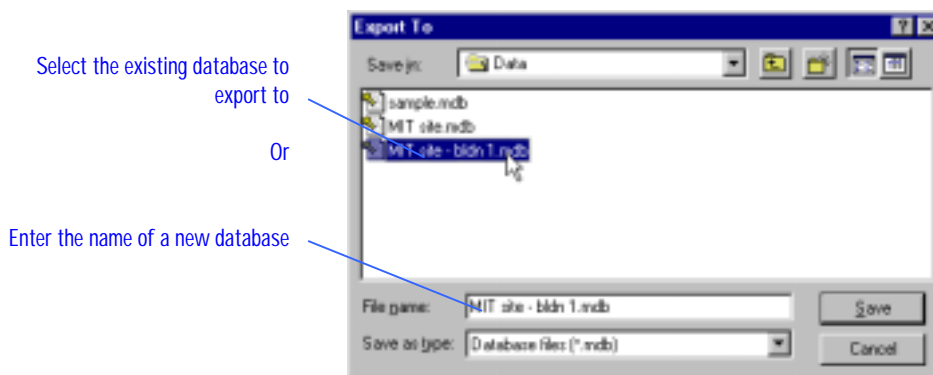 Export To
Save in: Data
Select the existing database to
export to
sample.mdb
MIT site.mdb
MIT site - bldn 1.mdb
Or
Enter the name of a new database
File name: MIT site - bldn 1.mdb
Save
Save as type: Database files (*.mdb)
Cancel